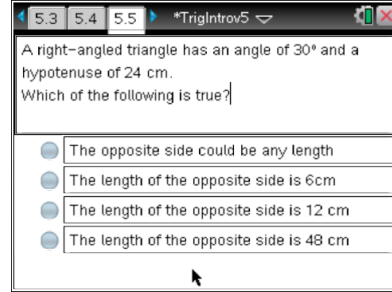 5.3 5.4 5.5 *TrigIntrov5
A right-angled triangle has an angle of 30° and a
hypotenuse of 24 cm.
Which of the following is true?
The opposite side could be any length
The length of the opposite side is 6cm
The length of the opposite side is 12 cm
The length of the opposite side is 48 cm